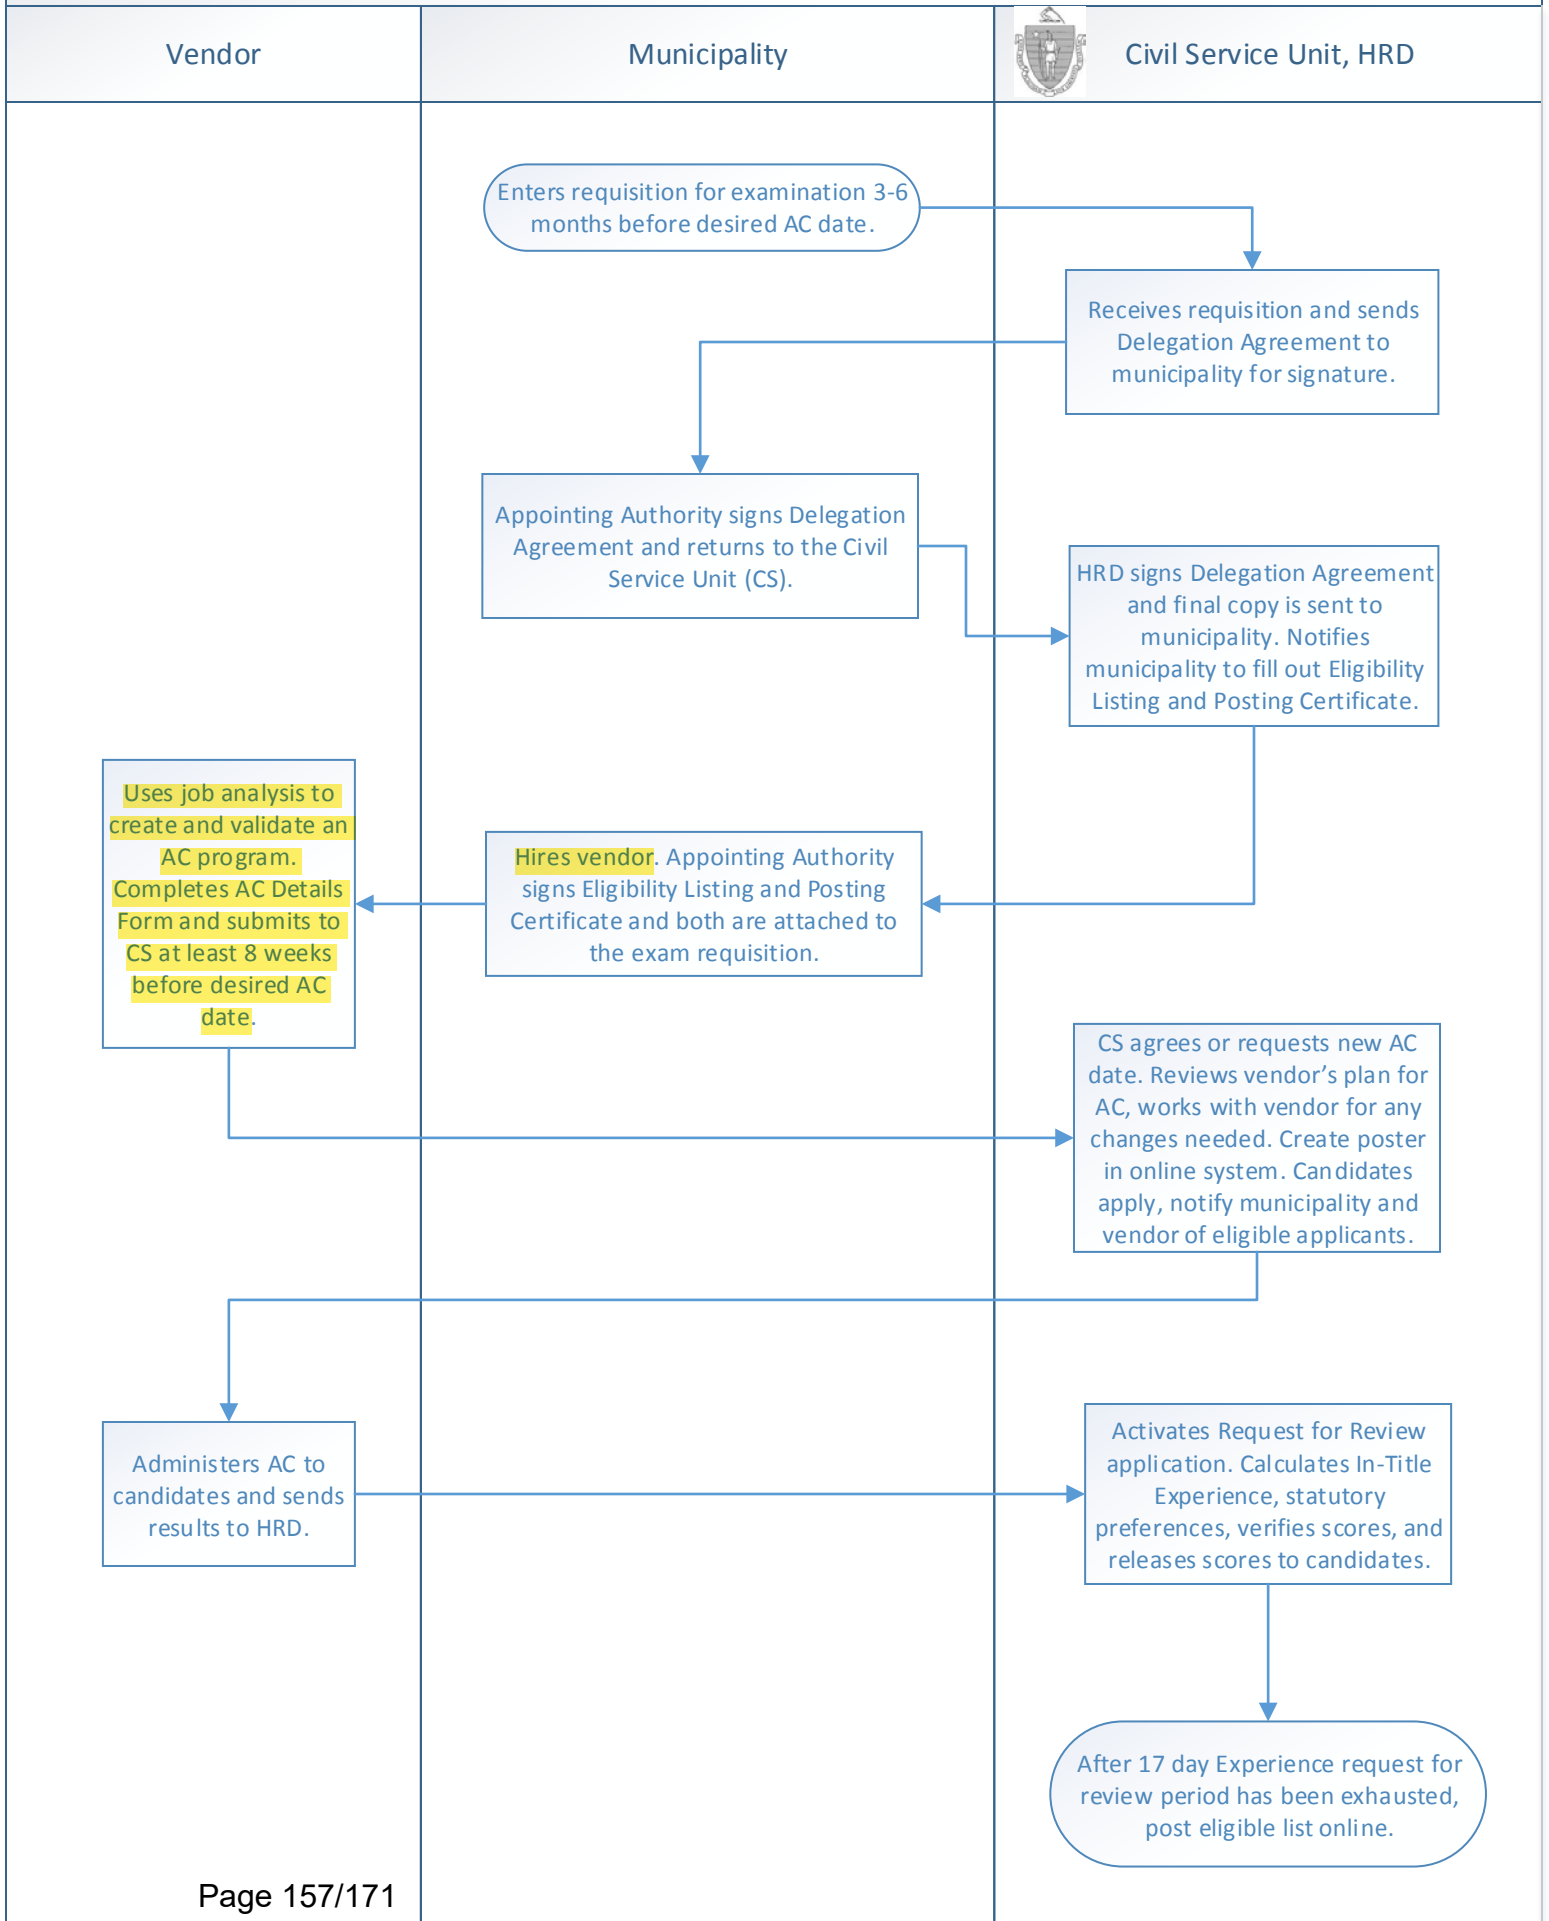 Vendor
Municipality
Civil Service Unit, HRD
Enters requisition for examination 3-6
months before desired AC date.
Receives requisition and sends
Delegation Agreement to
municipality for signature.
Appointing Authority signs Delegation
Agreement and returns to the Civil
Service Unit (CS).
HRD signs Delegation Agreement
and final copy is sent to
municipality. Notifies
municipality to fill out Eligibility
Listing and Posting Certificate.
Hires vendor. Appointing Authority
signs Eligibility Listing and Posting
Certificate and both are attached to
the exam requisition.
Uses job analysis to
create and validate an
AC program.
Completes AC Details
Form and submits to
CS at least 8 weeks
before desired AC
date.
CS agrees or requests new AC
date. Reviews vendor’s plan for
AC, works with vendor for any
changes needed. Create poster
in online system. Candidates
apply, notify municipality and
vendor of eligible applicants.
Administers AC to
candidates and sends
results to HRD.
Activates Request for Review
application. Calculates In-Title
Experience, statutory
preferences, verifies scores, and
releases scores to candidates.
After 17 day Experience request for
review period has been exhausted,
post eligible list online.
Page 157/171